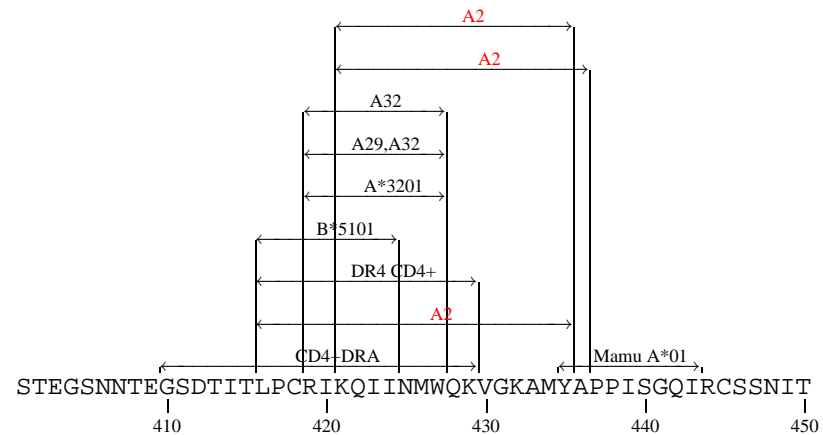 A2
A2
A32
A29,A32
A*3201
B*5101
DR4 CD4+
A2
CD4+DRA Mamu A*01
STEGSNNTEGSDTITLPCRIKQIINMWQKVGKAMYAPPISGQIRCSSNIT
410 420 430 440 450